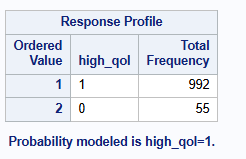 Response Profile
Ordered Value high_qol Total Frequency
1 1 992
2 0 55
Probability modeled is high_qol=1.